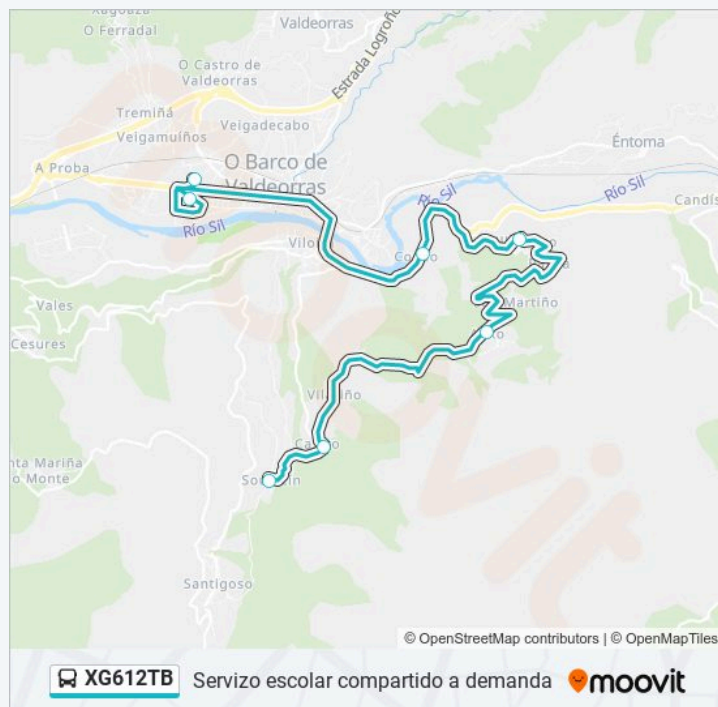 Xagoaza
O Ferradal
Valdeorras
Estrada Logroño
O Castro de
Valdeorras
Tremiñá
Veigamuíños
Veigadecabo
Éntoma
A Proba
O Barco de
Valdeorras
Río Sil
Río Sil
Río Sil
Candís
Vales
Cesures
Martiño
Santigoso
© OpenStreetMap contributors | © OpenMapTiles
XG612TB
Servizo escolar compartido a demanda
moovit